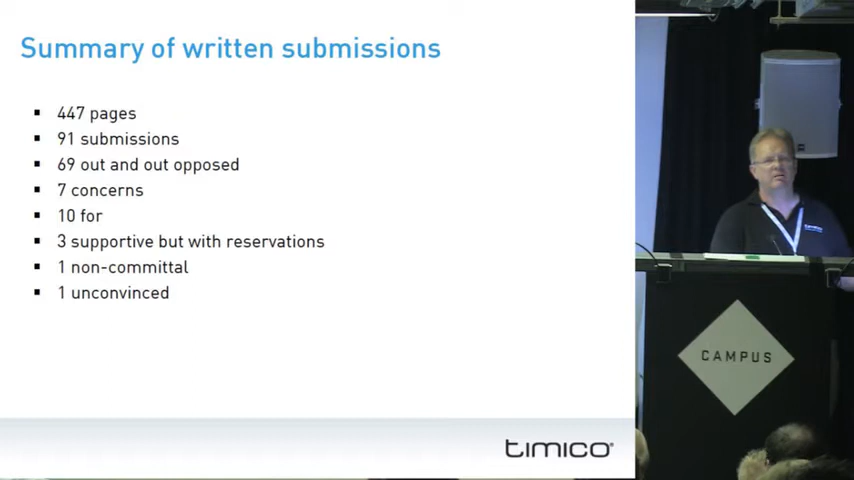 Summary of written submissions
447 pages
91 submissions
69 out and out opposed
7 concerns
10 for
3 supportive but with reservations
1 non-committal
1 unconvinced
timico
CAMPUS